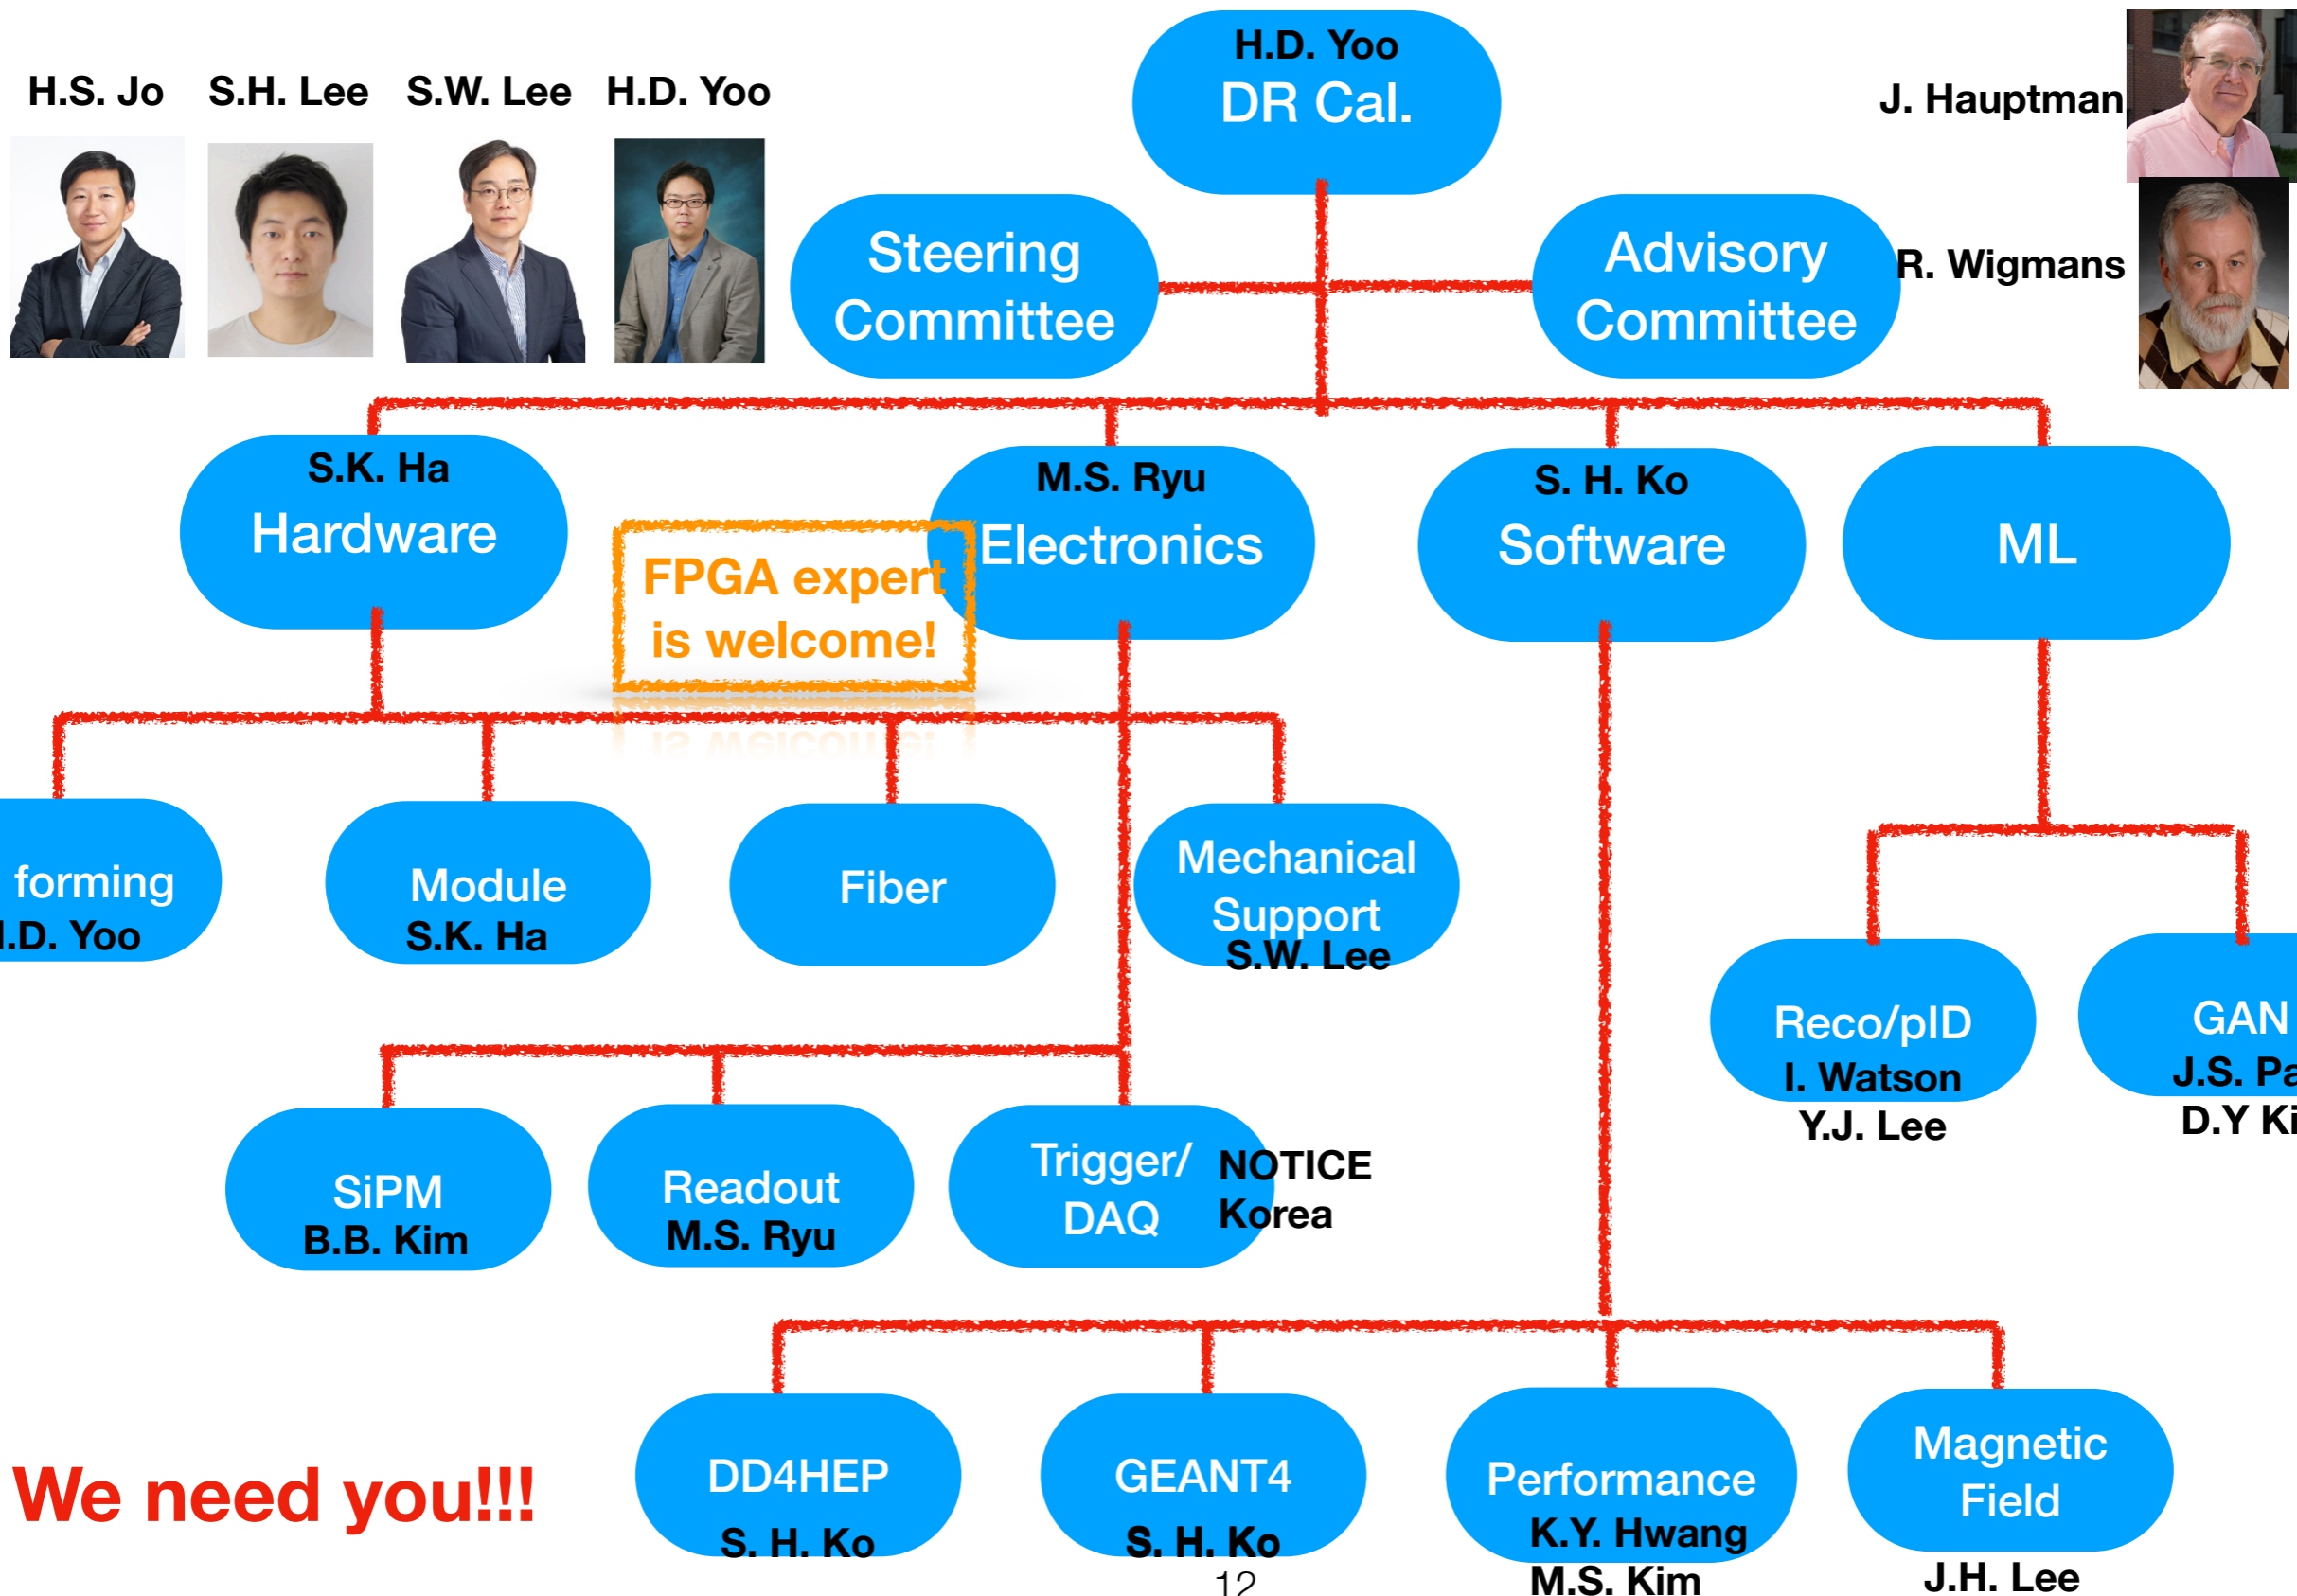 H.D. Yoo
DR Cal.
H.S. Jo
S.H. Lee
S.W. Lee
H.D. Yoo
J. Hauptman
Steering
Committee
Advisory
Committee
R. Wigmans
S.K. Ha
Hardware
M.S. Ryu
Electronics
S. H. Ko
Software
ML
FPGA expert
is welcome!
forming
.D. Yoo
Module
S.K. Ha
Fiber
Mechanical
Support
S.W. Lee
Reco/pID
I. Watson
Y.J. Lee
GAN
J.S.
D.Y
SiPM
B.B. Kim
Readout
M.S. Ryu
Trigger/
DAQ
NOTICE
Korea
DD4HEP
S. H. Ko
GEANT4
S. H. Ko
Performance
K.Y. Hwang
M.S. Kim
Magnetic
Field
J.H. Lee
We need you!!!
12